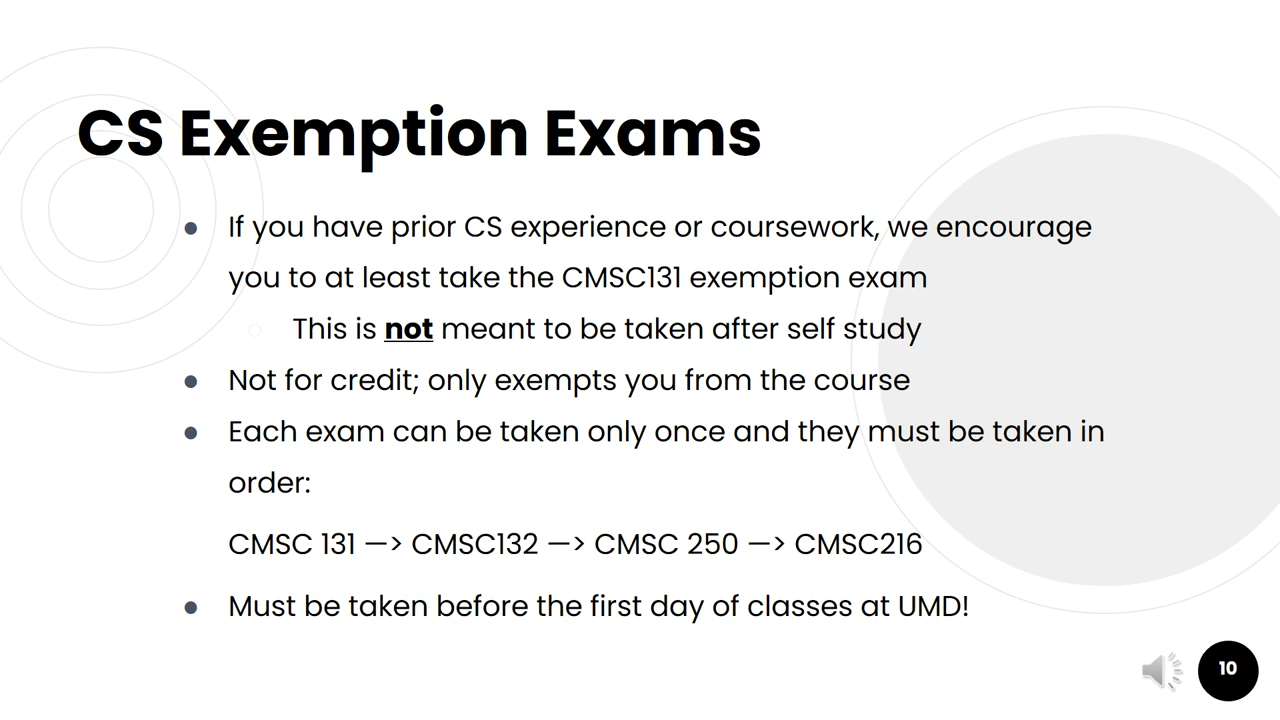 CS Exemption Exams
● If you have prior CS experience or coursework, we encourage
you to at least take the CMSC131 exemption exam
○ This is not meant to be taken after self study
● Not for credit; only exempts you from the course
● Each exam can be taken only once and they must be taken in
order:
CMSC 131 —> CMSC132 —> CMSC 250 —> CMSC216
● Must be taken before the first day of classes at UMD!
10